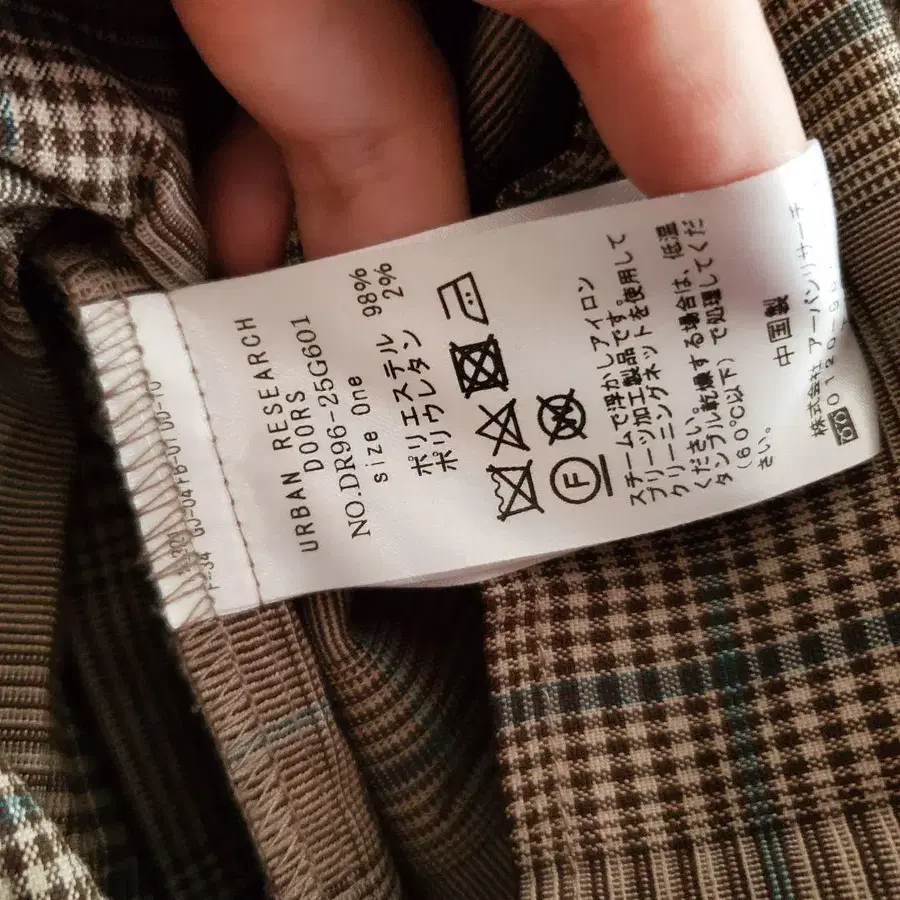 URBAN RESEARCH
DOORS
NO.DR96-25G601
size One
ポリエステル 98%
ポリウレタン 2%
F
スチームで浮かしアイロン
プリーツ加工製品です。
クリーニングネットを使用して
ください。
タンブル乾燥する場合は、低温
(60℃以下)で処理してくだ
さい。
中国製
株式会社 アーバンリサーチ
0120-